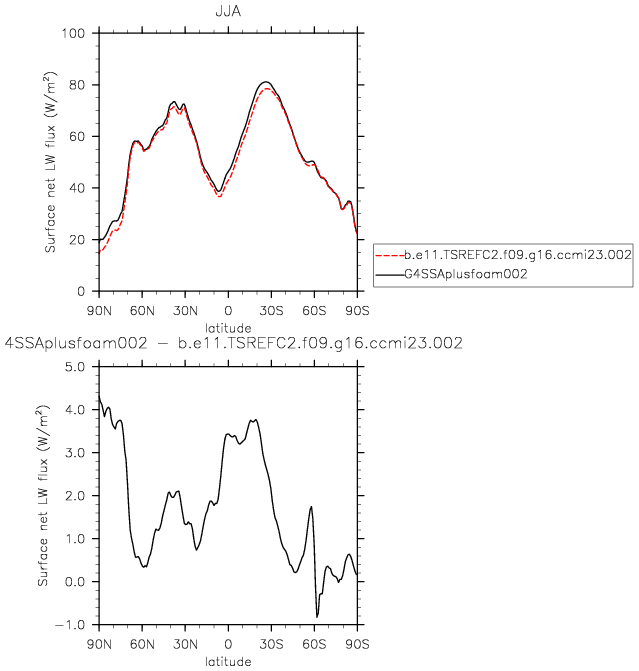 JJA
Surface net LW flux (W/m²)
100
80
60
40
20
0
90N 60N 30N 0 30S 60S 90S
latitude
b.e11.TSREFC2.f09.g16.ccmi23.002
G4SSAplusfoam002
4SSAplusfoam002 – b.e11.TSREFC2.f09.g16.ccmi23.002
Surface net LW flux (W/m²)
5.0
4.0
3.0
2.0
1.0
0.0
−1.0
90N 60N 30N 0 30S 60S 90S
latitude